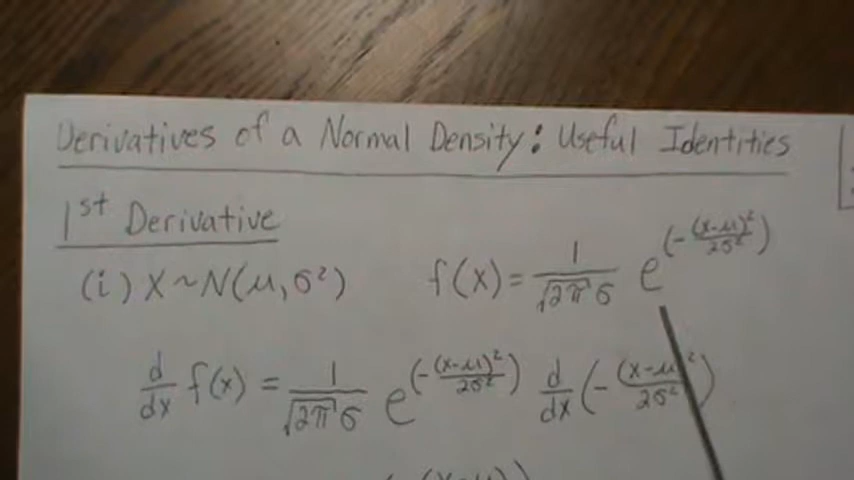 Derivatives of a Normal Density: Useful Identities
1st Derivative
(i) X ~ N(μ, σ²) f(x) = 1/(√2π σ) e^(-(x-μ)²/2σ²)
d/dx f(x) = 1/(√2π σ) e^(-(x-μ)²/2σ²) d/dx (-(x-μ)²/2σ²)
(x-μ)